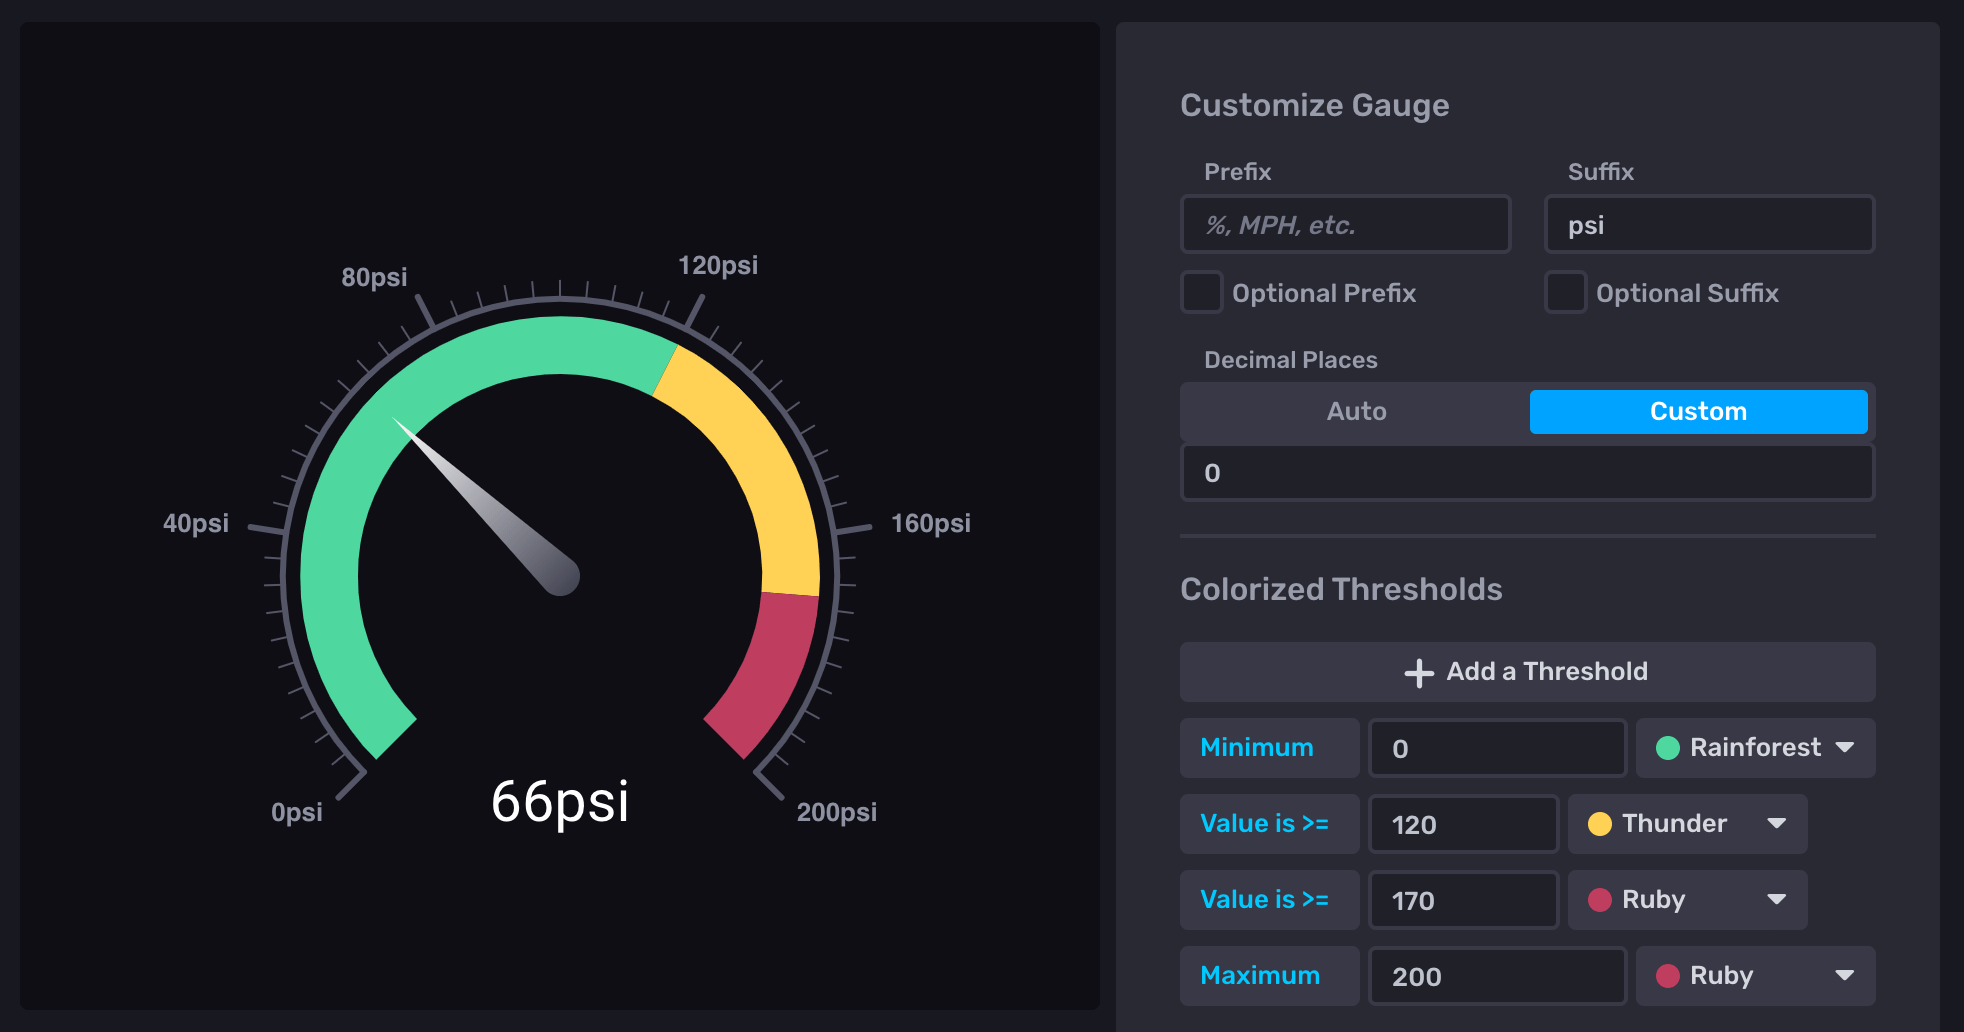 80psi
120psi
40psi
160psi
0psi
66psi
200psi
Customize Gauge
Prefix
Suffix
%, MPH, etc.
psi
Optional Prefix
Optional Suffix
Decimal Places
Auto
Custom
0
Colorized Thresholds
Add a Threshold
Minimum 0 Rainforest
Value is >= 120 Thunder
Value is >= 170 Ruby
Maximum 200 Ruby